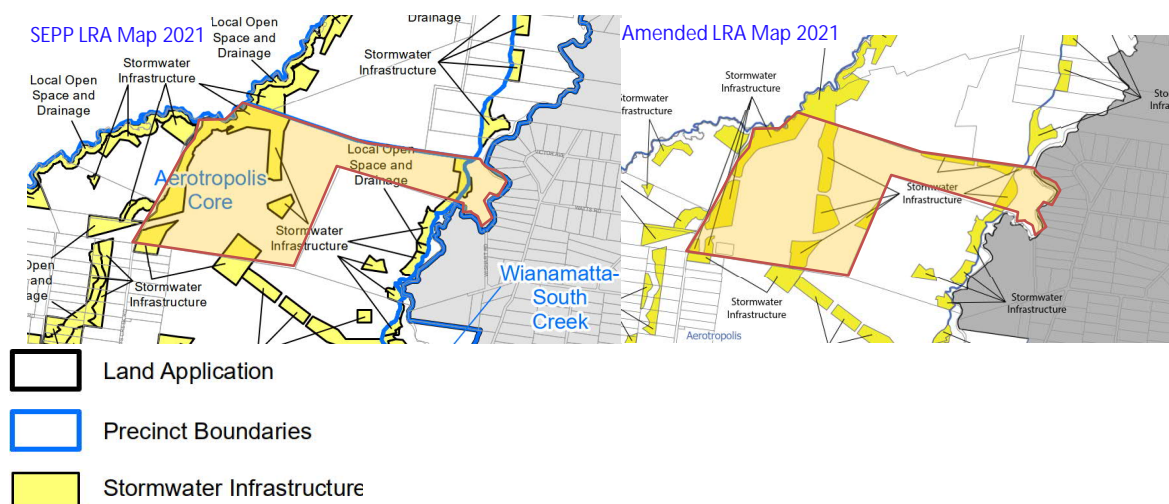 SEPP LRA Map 2021
Drainage
Local Open
Space and
Drainage
Stormwater
Infrastructure
Stormwater
Infrastructure
Local Open
Space and
Drainage
Local Open
Space and
Drainage
Aerotropolis
Core
Stormwater
Infrastructure
Stormwater
Infrastructure
Open
Wianamatta-
South
Creek
Amended LRA Map 2021
Stormwater
Infrastructure
Stormwater
Infrastructure
Stormwater
Stormwater
Infrastructure
Stormwater
Infrastructure
Stormwater
Infrastructure
Aerotropolis
Land Application
Precinct Boundaries
Stormwater Infrastructure